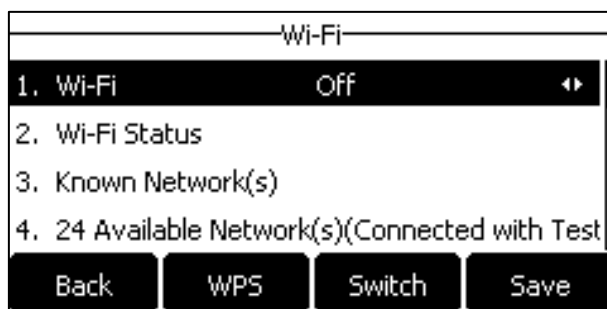 Wi-Fi
1. Wi-Fi Off
2. Wi-Fi Status
3. Known Network(s)
4. 24 Available Network(s)(Connected with Test
Back WPS Switch Save